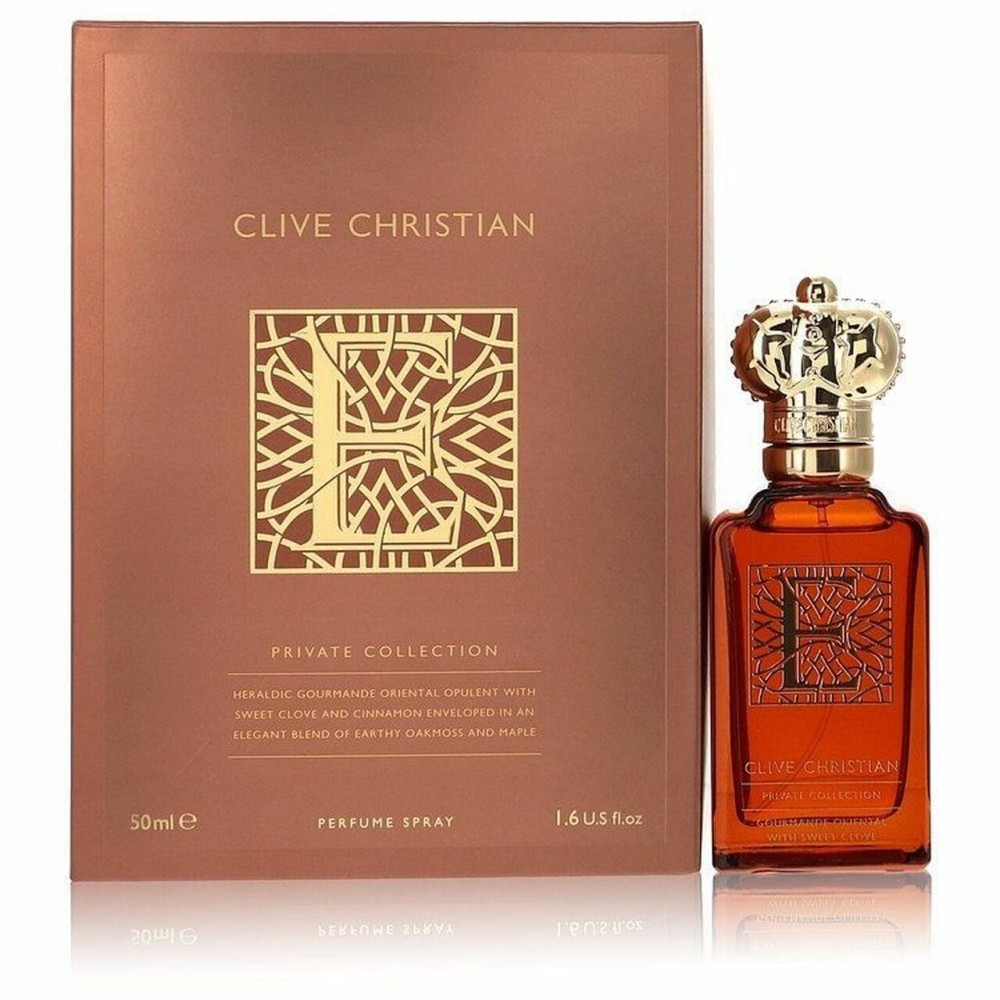 CLIVE CHRISTIAN
E
PRIVATE COLLECTION
HERALDIC GOURMANDE ORIENTAL OPULENT WITH
SWEET CLOVE AND CINNAMON ENVELOPED IN AN
ELEGANT BLEND OF EARTHY OAKMOSS AND MAPLE
50ml e
PERFUME SPRAY
1.6 U.S fl.oz
CLIVE CHRISTIAN
E
CLIVE CHRISTIAN
PRIVATE COLLECTION
GOURMANDE ORIENTAL
WITH SWEET CLOVE